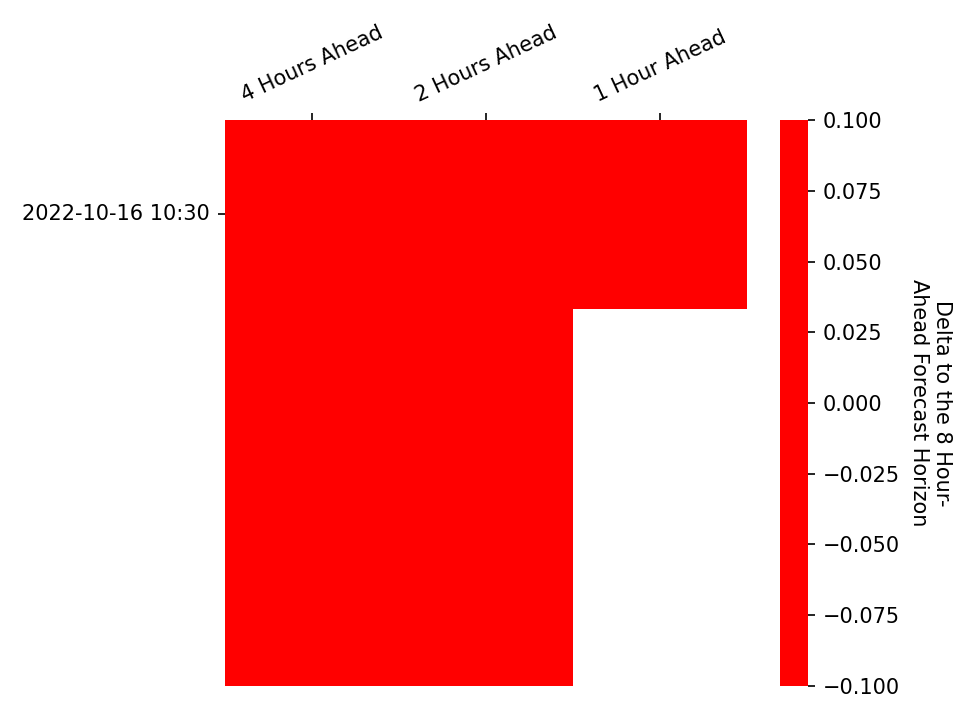 4 Hours Ahead
2 Hours Ahead
1 Hour Ahead
2022-10-16 10:30
0.100
0.075
0.050
0.025
0.000
−0.025
−0.050
−0.075
−0.100
Delta to the 8 Hour-
Ahead Forecast Horizon